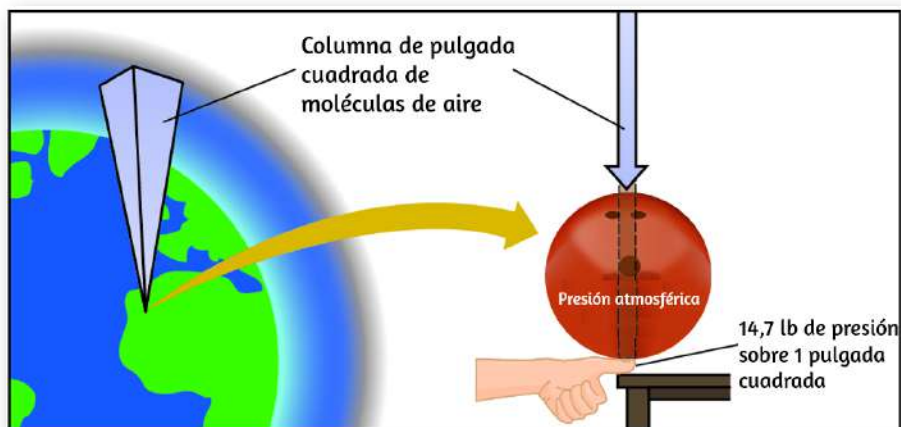 Columna de pulgada
cuadrada de
moléculas de aire
Presión atmosférica
14,7 lb de presión
sobre 1 pulgada
cuadrada